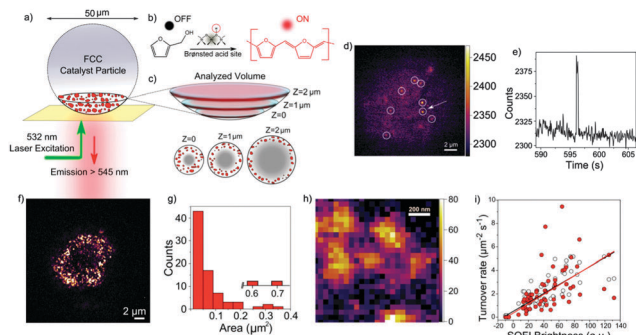 a)
50 µm
FCC
Catalyst Particle
532 nm
Laser Excitation
Emission > 545 nm
b)
OFF
OH
Brønsted acid site
ON
c)
Analyzed Volume
Z=2 µm
Z=1 µm
Z=0
Z=0
Z=1µm
Z=2 µm
d)
2 µm
2450
2400
2350
2300
e)
Counts
2375
2350
2325
2300
590 595 600 605
Time (s)
f)
2 µm
g)
Counts
40
30
20
10
0
0.6 0.7
0.1 0.2 0.3 0.4
Area (µm²)
h)
200 nm
80
60
40
20
0
i)
Turnover rate (µm⁻² s⁻¹)
10
8
6
4
2
0
0 20 40 60 80 100 120 140
SOFI Brightness (a.u.)